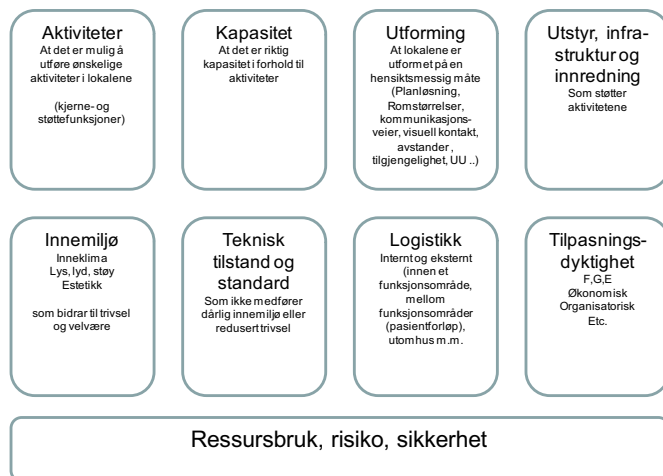 Aktiviteter
At det er mulig å
utføre ønskelige
aktiviteter i lokalene
(kjerne- og
støttefunksjoner)
Kapasitet
At det er riktig
kapasitet i forhold til
aktiviteter
Utforming
At lokalene er
utformet på en
hensiktsmessig måte
(Planløsning,
Romstørrelser,
kommunikasjons-
veier, visuell kontakt,
avstander,
tilgjengelighet, UU ..)
Utstyr, infra-
struktur og
innredning
Som støtter
aktivitetene
Innemiljø
Inneklima
Lys, lyd, støy
Estetikk
som bidrar til trivsel
og velvære
Teknisk
tilstand og
standard
Som ikke medfører
dårlig innemiljø eller
redusert trivsel
Logistikk
Internt og eksternt
(innen et
funksjonsområde,
mellom
funksjonsområder
(pasientforløp),
utomhus m.m.
Tilpasnings-
dyktighet
F,G,E
Økonomisk
Organisatorisk
Etc.
Ressursbruk, risiko, sikkerhet